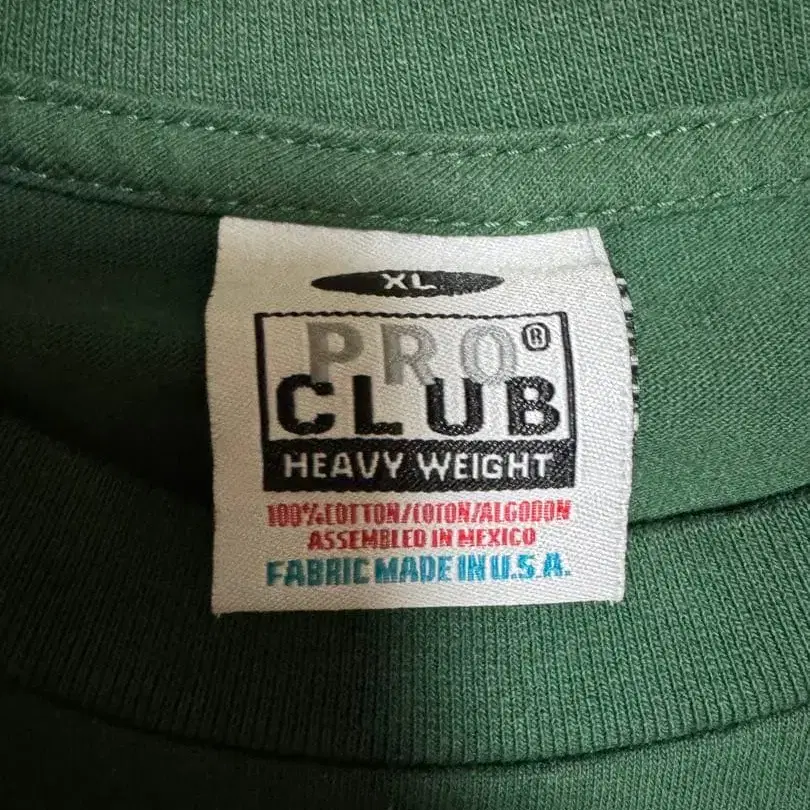 XL
PRO®
CLUB
HEAVY WEIGHT
100%COTTON/COTON/ALGODON
ASSEMBLED IN MEXICO
FABRIC MADE IN U.S.A.